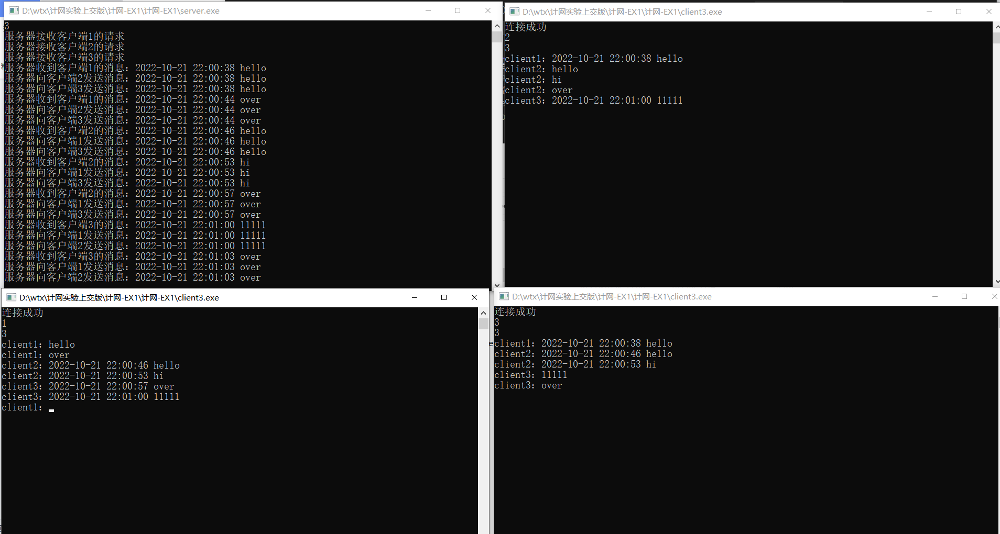 D:\wtx\计网实验上交版\计网-EX1\计网-EX1\server.exe
3
服务器接收客户端1的请求
服务器接收客户端2的请求
服务器接收客户端3的请求
服务器收到客户端1的消息：2022-10-21 22:00:38 hello
服务器向客户端2发送消息：2022-10-21 22:00:38 hello
服务器向客户端3发送消息：2022-10-21 22:00:38 hello
服务器收到客户端1的消息：2022-10-21 22:00:44 over
服务器向客户端2发送消息：2022-10-21 22:00:44 over
服务器向客户端3发送消息：2022-10-21 22:00:44 over
服务器收到客户端2的消息：2022-10-21 22:00:46 hello
服务器向客户端1发送消息：2022-10-21 22:00:46 hello
服务器向客户端3发送消息：2022-10-21 22:00:46 hello
服务器收到客户端2的消息：2022-10-21 22:00:53 hi
服务器向客户端1发送消息：2022-10-21 22:00:53 hi
服务器向客户端3发送消息：2022-10-21 22:00:53 hi
服务器收到客户端2的消息：2022-10-21 22:00:57 over
服务器向客户端1发送消息：2022-10-21 22:00:57 over
服务器向客户端3发送消息：2022-10-21 22:00:57 over
服务器收到客户端3的消息：2022-10-21 22:01:00 11111
服务器向客户端1发送消息：2022-10-21 22:01:00 11111
服务器向客户端2发送消息：2022-10-21 22:01:00 11111
服务器收到客户端3的消息：2022-10-21 22:01:03 over
服务器向客户端1发送消息：2022-10-21 22:01:03 over
服务器向客户端2发送消息：2022-10-21 22:01:03 over
D:\wtx\计网实验上交版\计网-EX1\计网-EX1\client3.exe
连接成功
2
3
client1：2022-10-21 22:00:38 hello
client2：hello
client2：hi
client2：over
client3：2022-10-21 22:01:00 11111
D:\wtx\计网实验上交版\计网-EX1\计网-EX1\client3.exe
连接成功
1
3
client1：hello
client1：over
client2：2022-10-21 22:00:46 hello
client2：2022-10-21 22:00:53 hi
client3：2022-10-21 22:00:57 over
client3：2022-10-21 22:01:00 11111
client1：
D:\wtx\计网实验上交版\计网-EX1\计网-EX1\client3.exe
连接成功
3
3
client1：2022-10-21 22:00:38 hello
client2：2022-10-21 22:00:46 hello
client2：2022-10-21 22:00:53 hi
client3：11111
client3：over